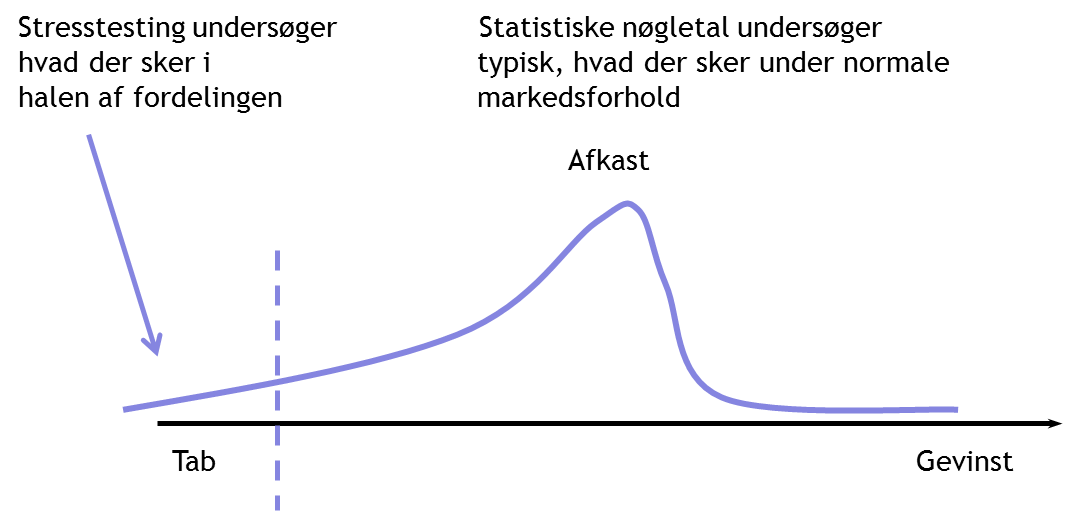 Stresstesting undersøger
hvad der sker i
halen af fordelingen
Statistiske nøgletal undersøger
typisk, hvad der sker under normale
markedsforhold
Afkast
Tab
Gevinst